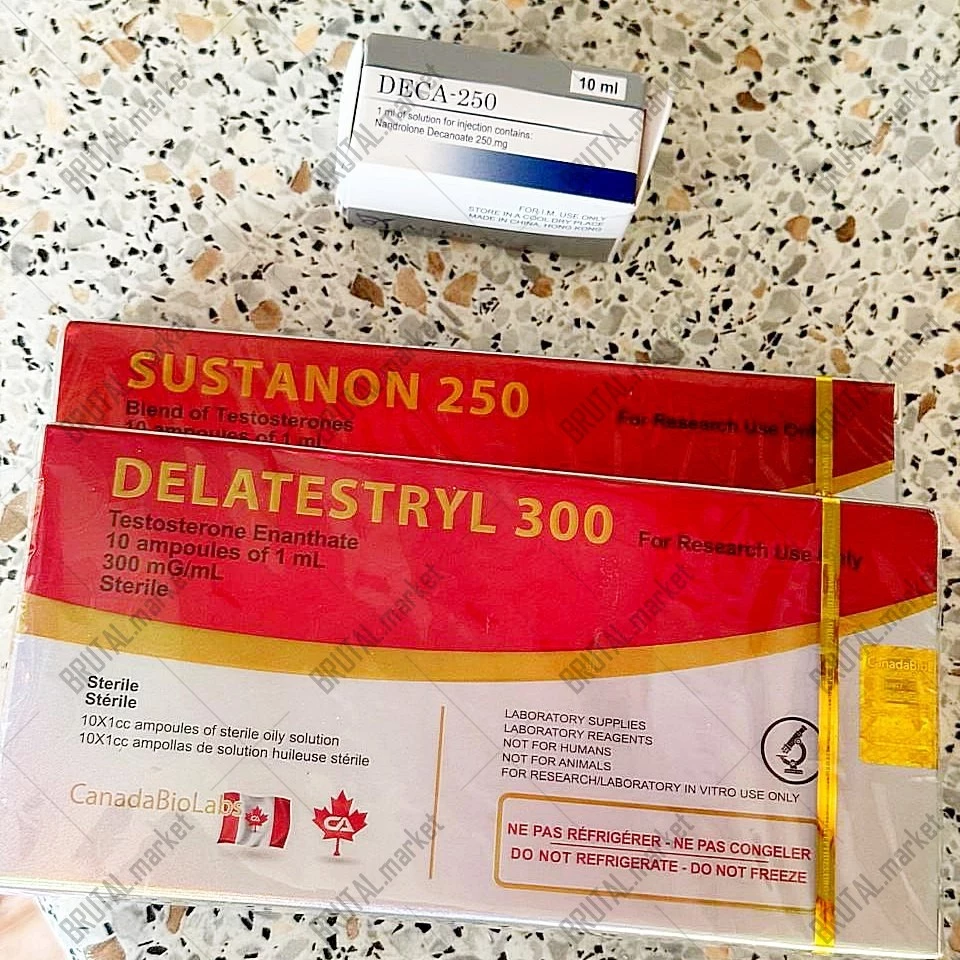 DECA-250
10 ml
1 ml of solution for injection contains:
Nandrolone Decanoate 250 mg
FOR I.M. USE ONLY
STORE IN A COOL DRY PLACE
MADE IN CHINA, HONG KONG
SUSTANON 250
Blend of Testosterones
10 ampoules of 1 mL
For Research Use Only
DELATESTRYL 300
Testosterone Enanthate
10 ampoules of 1 mL
300 mG/mL
Sterile
For Research Use Only
Sterile
Stérile
10X1cc ampoules of sterile oily solution
10X1cc ampollas de solution huileuse stérile
CanadaBioLabs
CA
CA
LABORATORY SUPPLIES
LABORATORY REAGENTS
NOT FOR HUMANS
NOT FOR ANIMALS
FOR RESEARCH/LABORATORY IN VITRO USE ONLY
NE PAS RÉFRIGÉRER - NE PAS CONGELER
DO NOT REFRIGERATE - DO NOT FREEZE
CanadaBioL
BRUTAL.market